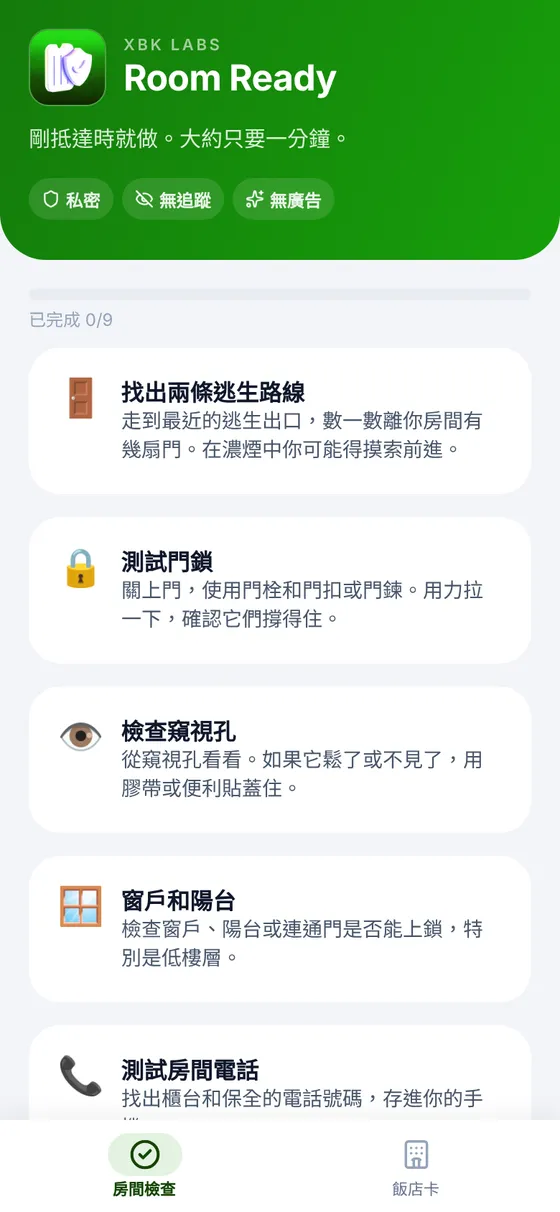 XBK LABS
Room Ready
剛抵達時就做。大約只要一分鐘。
私密
無追蹤
無廣告
已完成 0/9
找出兩條逃生路線
走到最近的逃生出口，數一數離你房間有
幾扇門。在濃煙中你可能得摸索前進。
測試門鎖
關上門，使用門栓和門扣或門鍊。用力拉
一下，確認它們撐得住。
檢查窺視孔
從窺視孔看看。如果它鬆了或不見了，用
膠帶或便利貼蓋住。
窗戶和陽台
檢查窗戶、陽台或連通門是否能上鎖，特
別是低樓層。
測試房間電話
找出櫃台和保全的電話號碼，存進你的手
房間檢查
飯店卡